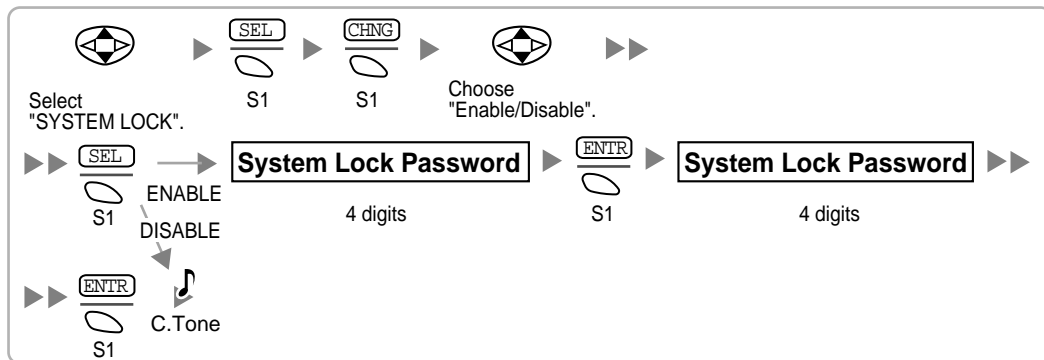 SEL
CHNG
S1
S1
Select
"SYSTEM LOCK".
Choose
"Enable/Disable".
SEL
S1
ENABLE
DISABLE
System Lock Password
4 digits
ENTR
S1
System Lock Password
4 digits
ENTR
S1
C.Tone